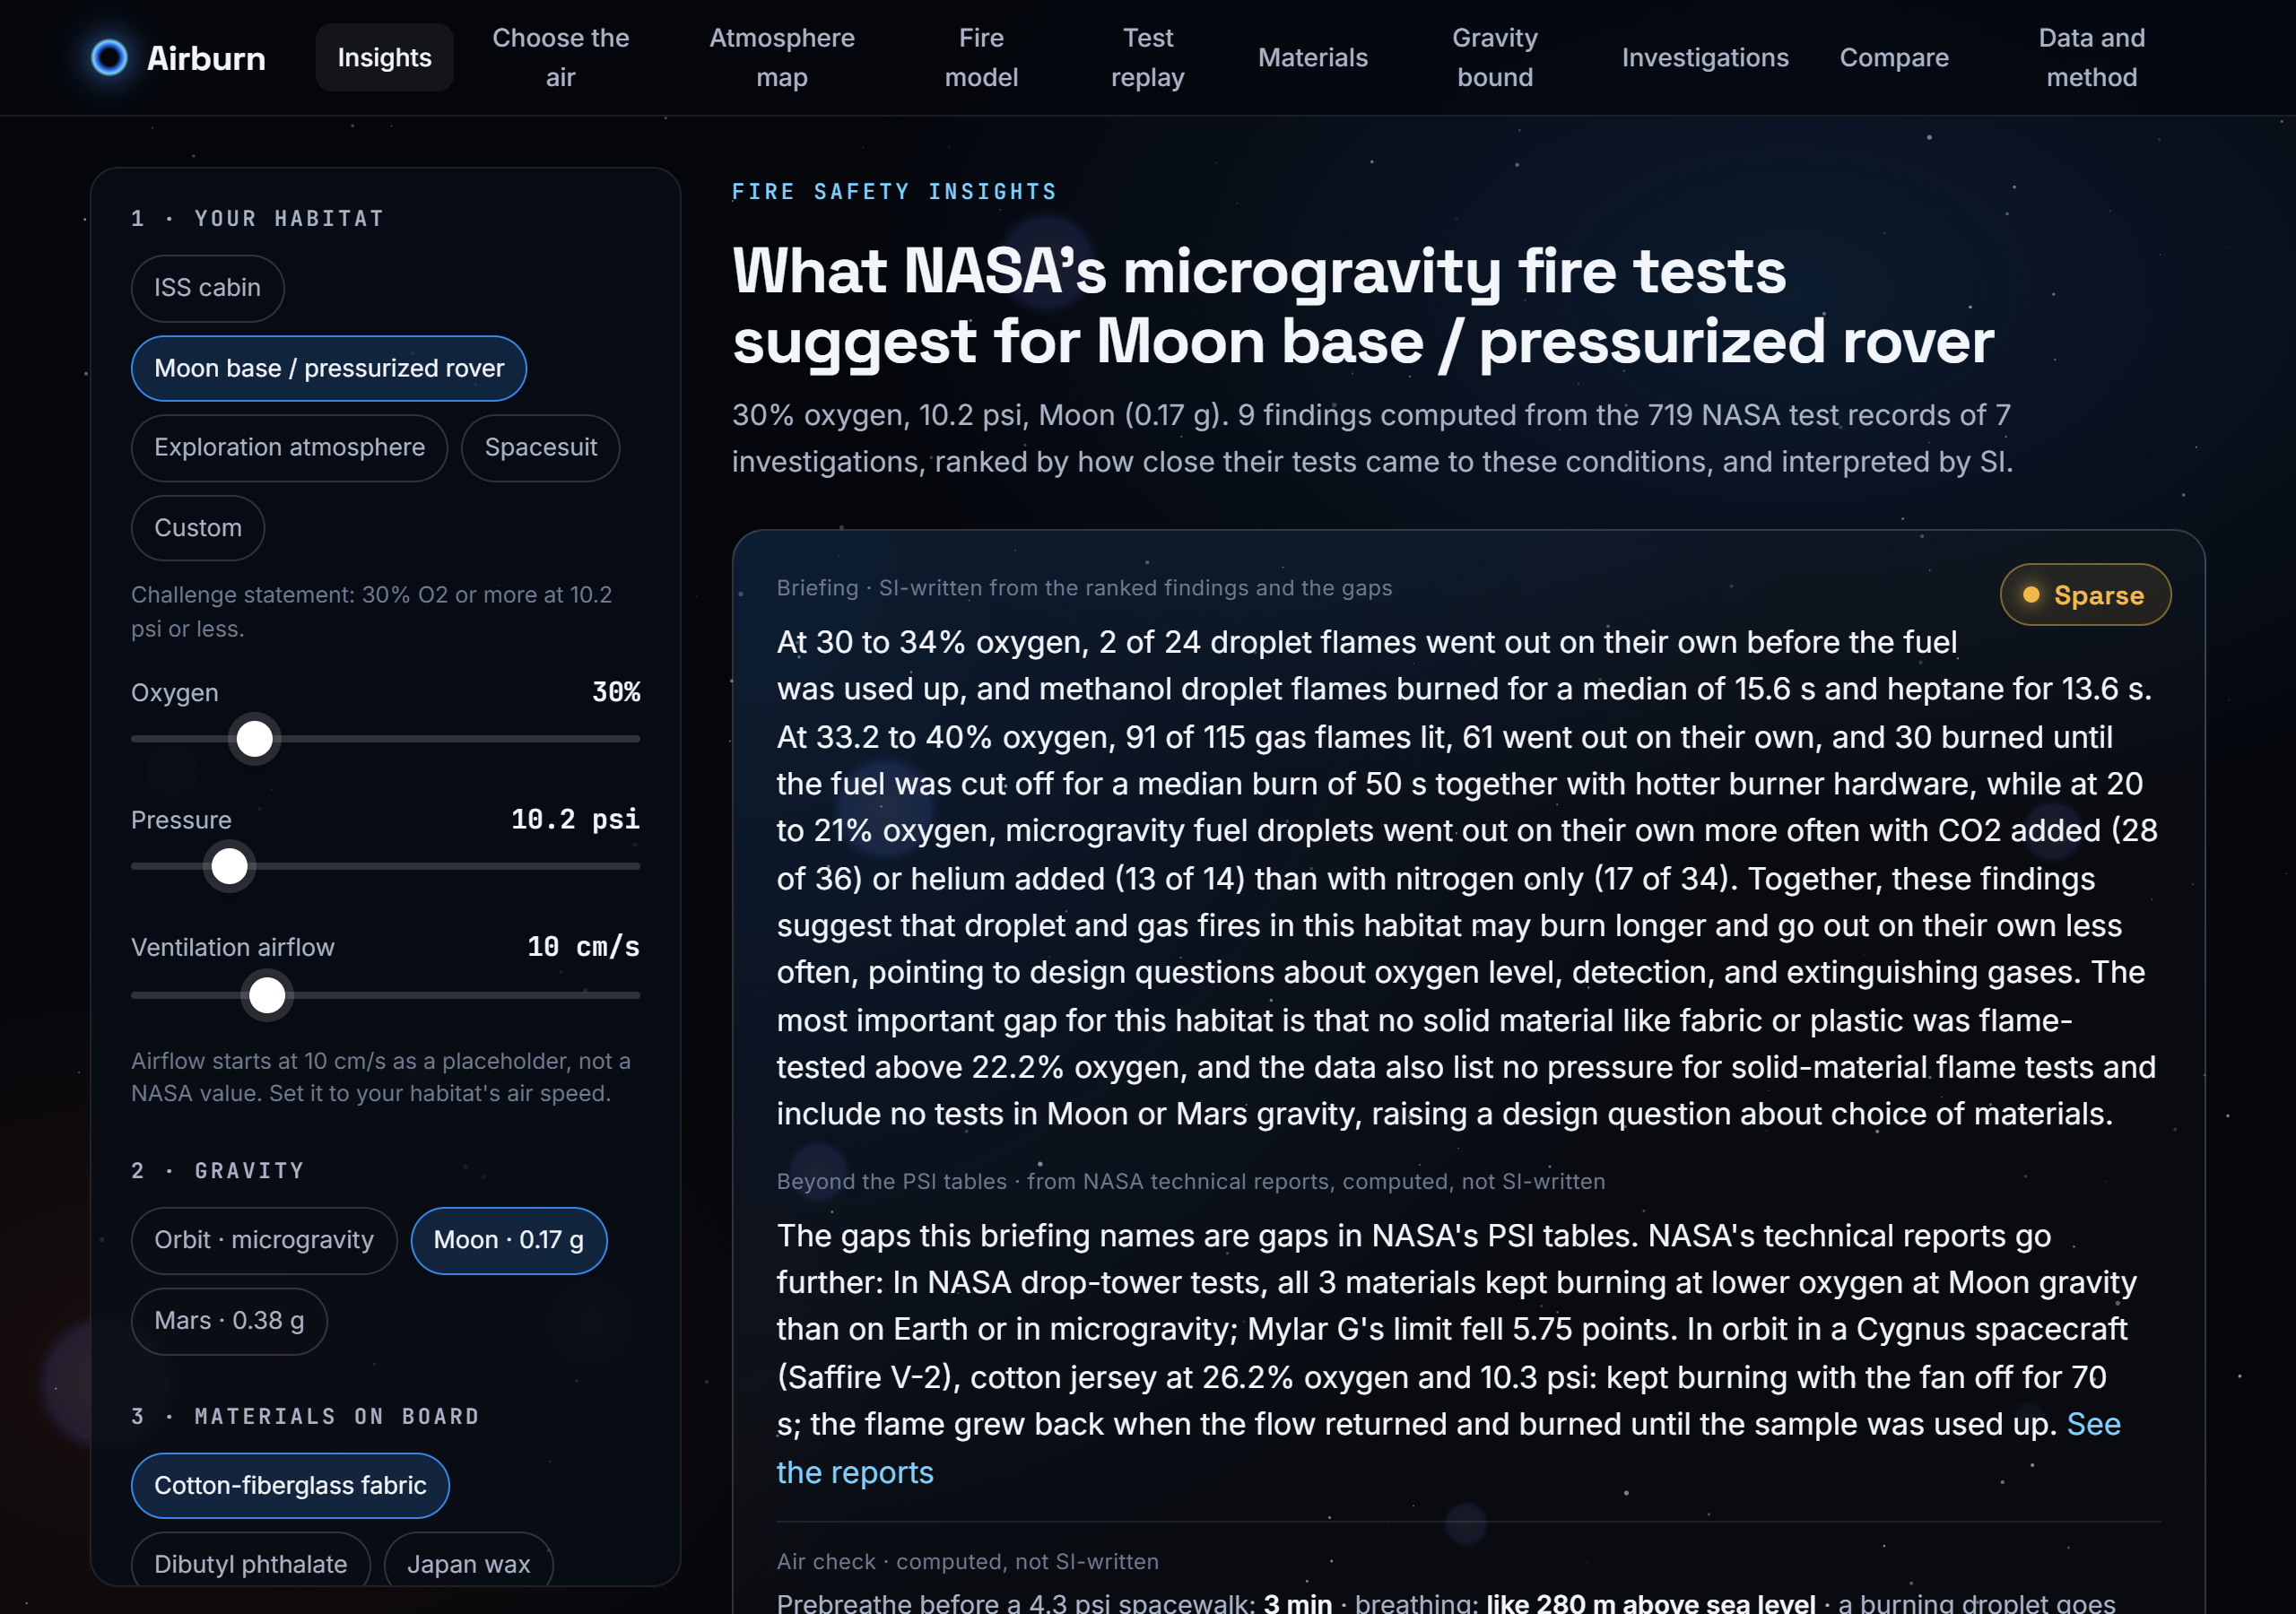 Airburn
Insights
Choose the
air
Atmosphere
map
Fire
model
Test
replay
Materials
Gravity
bound
Investigations
Compare
Data and
method
1 · YOUR HABITAT
ISS cabin
Moon base / pressurized rover
Exploration atmosphere
Spacesuit
Custom
Challenge statement: 30% O2 or more at 10.2
psi or less.
Oxygen 30%
Pressure 10.2 psi
Ventilation airflow 10 cm/s
Airflow starts at 10 cm/s as a placeholder, not a
NASA value. Set it to your habitat's air speed.
2 · GRAVITY
Orbit · microgravity
Moon · 0.17 g
Mars · 0.38 g
3 · MATERIALS ON BOARD
Cotton-fiberglass fabric
Dibutyl phthalate
Japan wax
FIRE SAFETY INSIGHTS
What NASA’s microgravity fire tests
suggest for Moon base / pressurized rover
30% oxygen, 10.2 psi, Moon (0.17 g). 9 findings computed from the 719 NASA test records of 7
investigations, ranked by how close their tests came to these conditions, and interpreted by SI.
Briefing · SI-written from the ranked findings and the gaps
Sparse
At 30 to 34% oxygen, 2 of 24 droplet flames went out on their own before the fuel
was used up, and methanol droplet flames burned for a median of 15.6 s and heptane for 13.6 s.
At 33.2 to 40% oxygen, 91 of 115 gas flames lit, 61 went out on their own, and 30 burned until
the fuel was cut off for a median burn of 50 s together with hotter burner hardware, while at 20
to 21% oxygen, microgravity fuel droplets went out on their own more often with CO2 added (28
of 36) or helium added (13 of 14) than with nitrogen only (17 of 34). Together, these findings
suggest that droplet and gas fires in this habitat may burn longer and go out on their own less
often, pointing to design questions about oxygen level, detection, and extinguishing gases. The
most important gap for this habitat is that no solid material like fabric or plastic was flame-
tested above 22.2% oxygen, and the data also list no pressure for solid-material flame tests and
include no tests in Moon or Mars gravity, raising a design question about choice of materials.
Beyond the PSI tables · from NASA technical reports, computed, not SI-written
The gaps this briefing names are gaps in NASA's PSI tables. NASA's technical reports go
further: In NASA drop-tower tests, all 3 materials kept burning at lower oxygen at Moon gravity
than on Earth or in microgravity; Mylar G's limit fell 5.75 points. In orbit in a Cygnus spacecraft
(Saffire V-2), cotton jersey at 26.2% oxygen and 10.3 psi: kept burning with the fan off for 70
s; the flame grew back when the flow returned and burned until the sample was used up. See
the reports
Air check · computed, not SI-written
Prebreathe before a 4.3 psi spacewalk: 3 min · breathing: like 280 m above sea level · a burning droplet goes